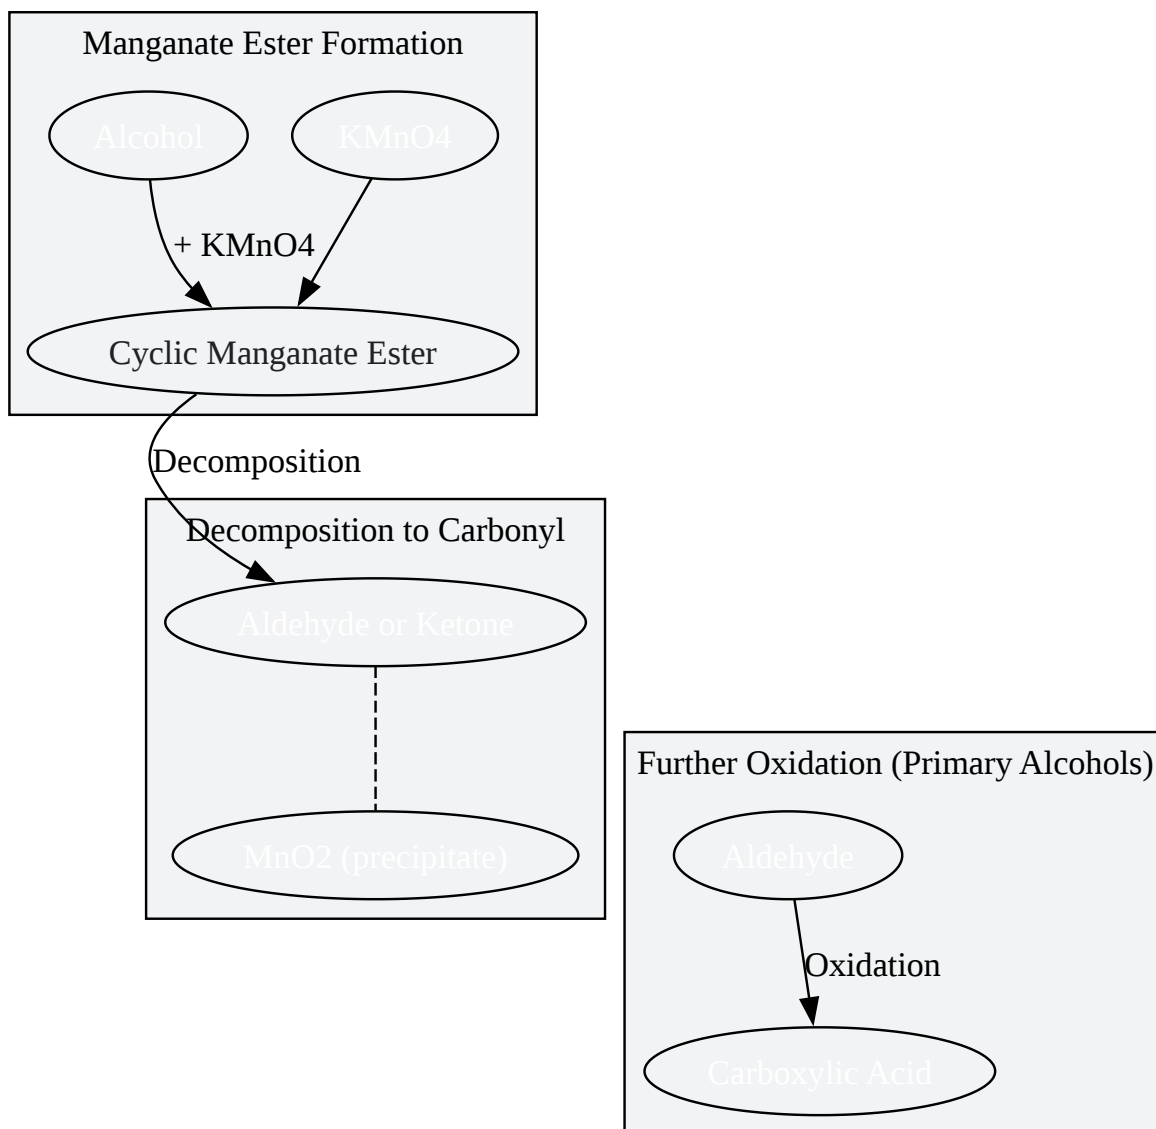 Manganate Ester Formation
Alcohol
KMnO4
+ KMnO4
Cyclic Manganate Ester
Decomposition
Decomposition to Carbonyl
Aldehyde or Ketone
MnO2 (precipitate)
Further Oxidation (Primary Alcohols)
Aldehyde
Oxidation
Carboxylic Acid